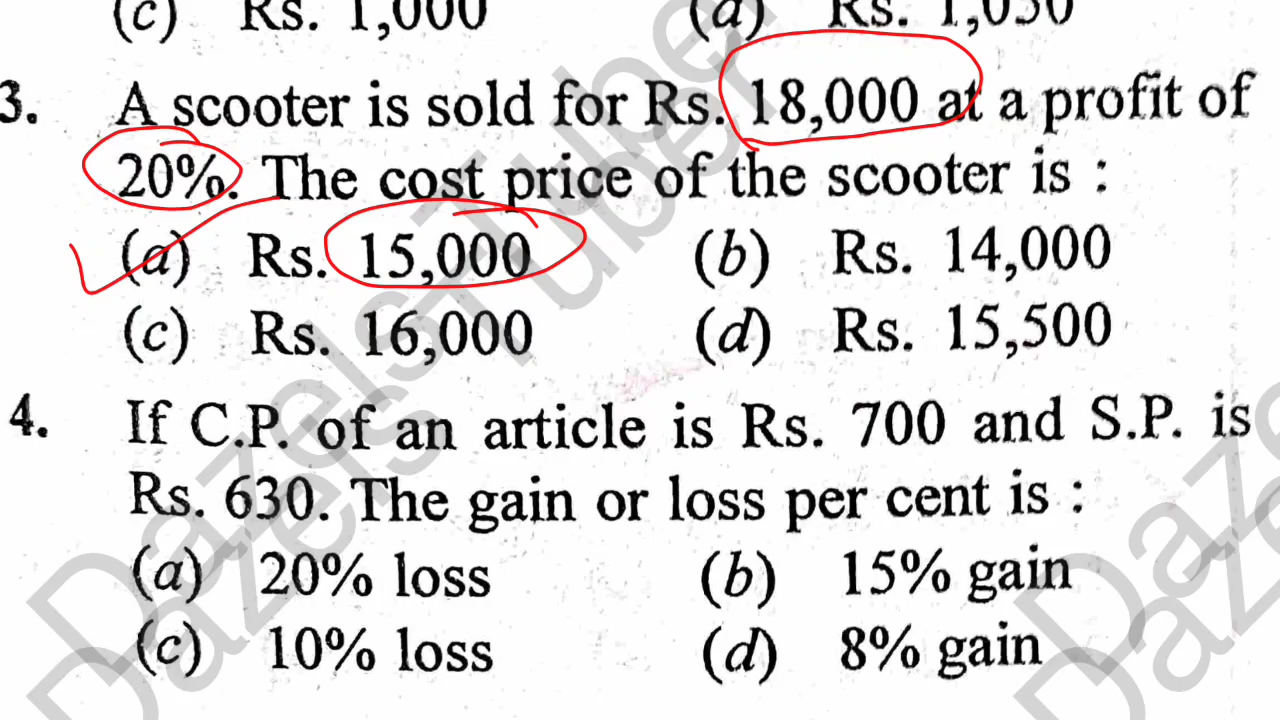 (c) Rs. 1,000 (d) Rs. 1,050
3. A scooter is sold for Rs. 18,000 at a profit of
20%. The cost price of the scooter is :
(a) Rs. 15,000 (b) Rs. 14,000
(c) Rs. 16,000 (d) Rs. 15,500
4. If C.P. of an article is Rs. 700 and S.P. is
Rs. 630. The gain or loss per cent is :
(a) 20% loss (b) 15% gain
(c) 10% loss (d) 8% gain